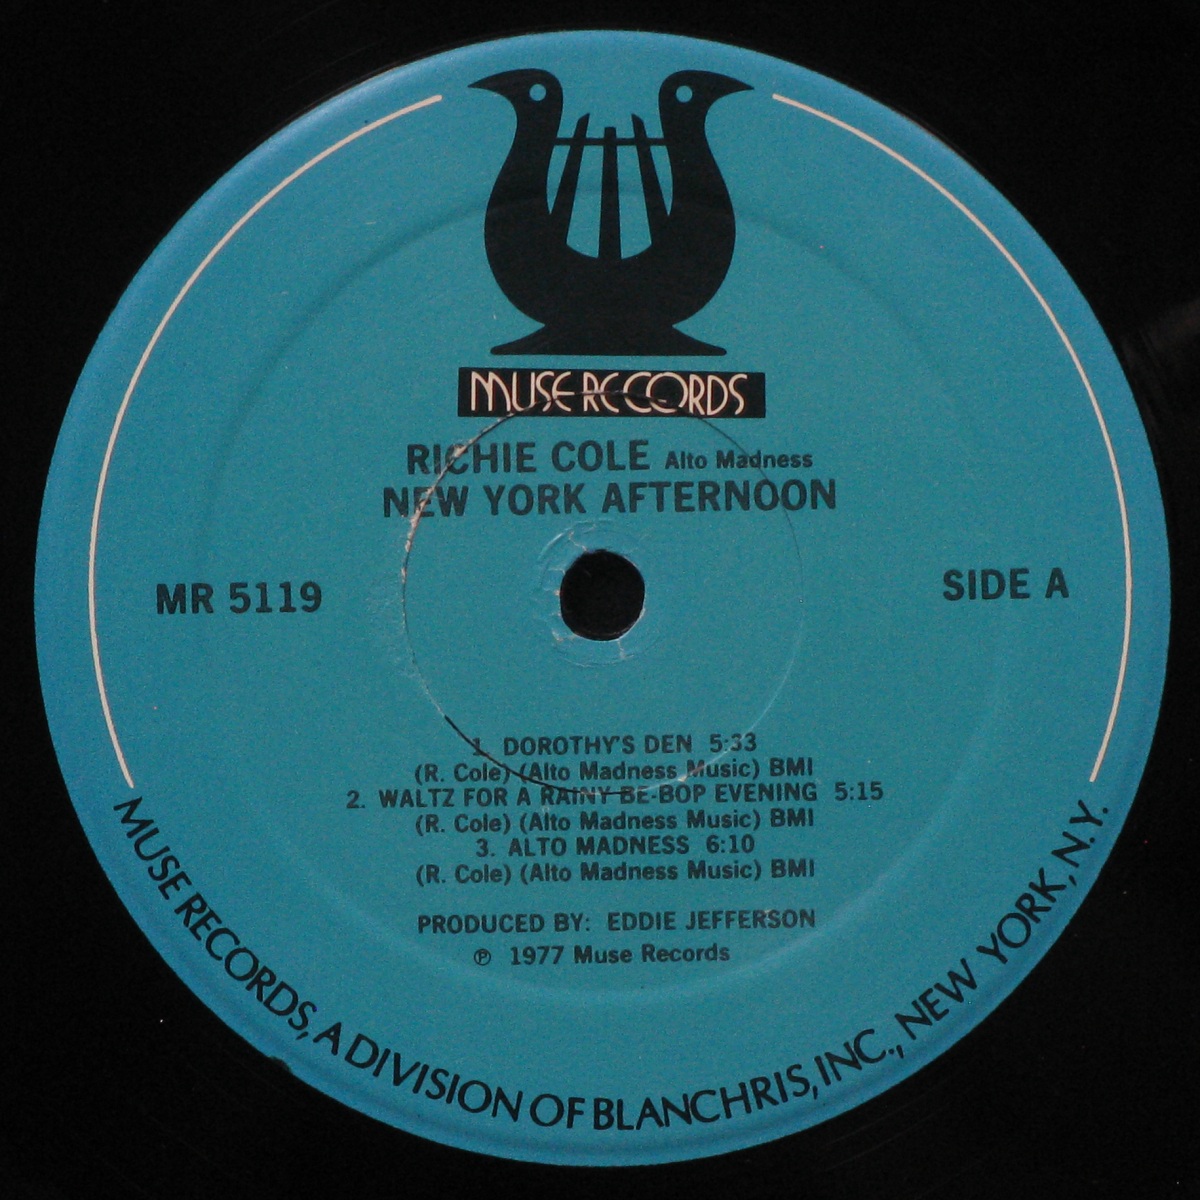 MUSE RECORDS
RICHIE COLE Alto Madness
NEW YORK AFTERNOON
MR 5119
SIDE A
1. DOROTHY'S DEN 5:33
(R. Cole) (Alto Madness Music) BMI
2. WALTZ FOR A RAINY BE-BOP EVENING 5:15
(R. Cole) (Alto Madness Music) BMI
3. ALTO MADNESS 6:10
(R. Cole) (Alto Madness Music) BMI
PRODUCED BY: EDDIE JEFFERSON
℗ 1977 Muse Records
MUSE RECORDS, A DIVISION OF BLANCHRIS, INC., NEW YORK, N.Y.